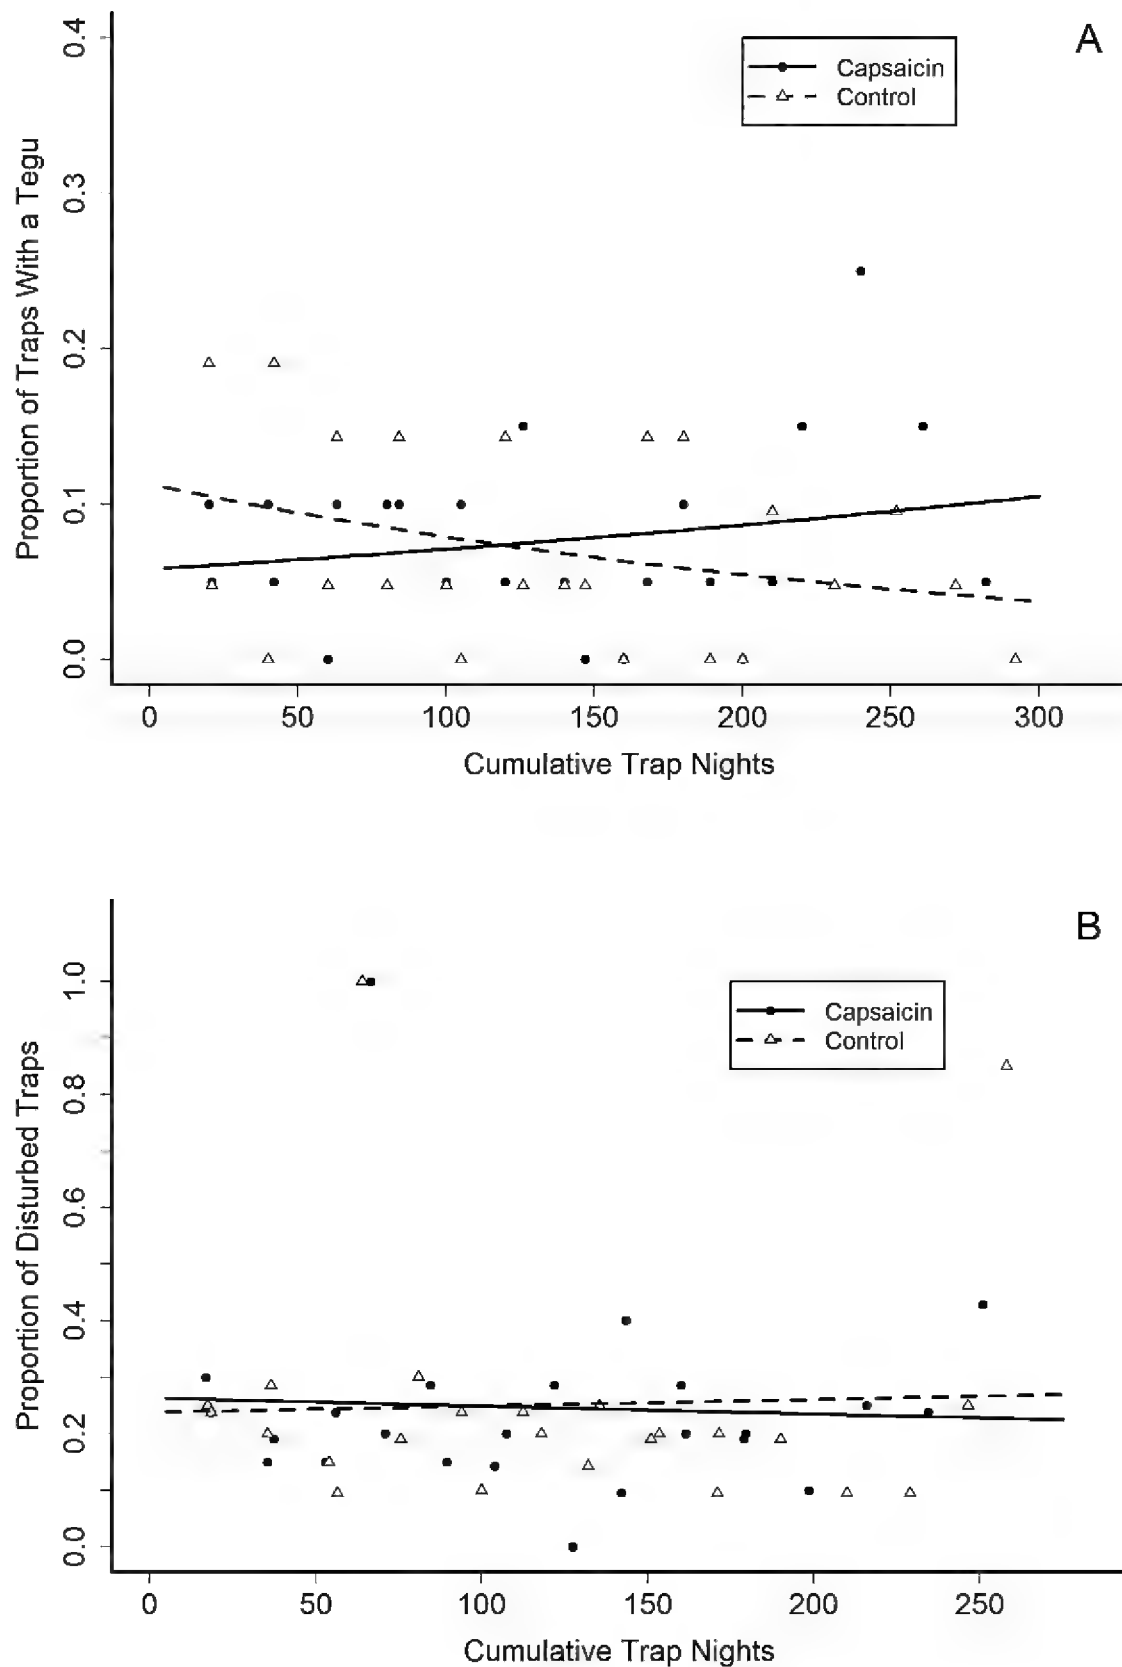 A
Capsaicin
Control
Proportion of Traps With a Tegu
0.4
0.3
0.2
0.1
0.0
0 50 100 150 200 250 300
Cumulative Trap Nights
B
Capsaicin
Control
Proportion of Disturbed Traps
1.0
0.8
0.6
0.4
0.2
0.0
0 50 100 150 200 250
Cumulative Trap Nights